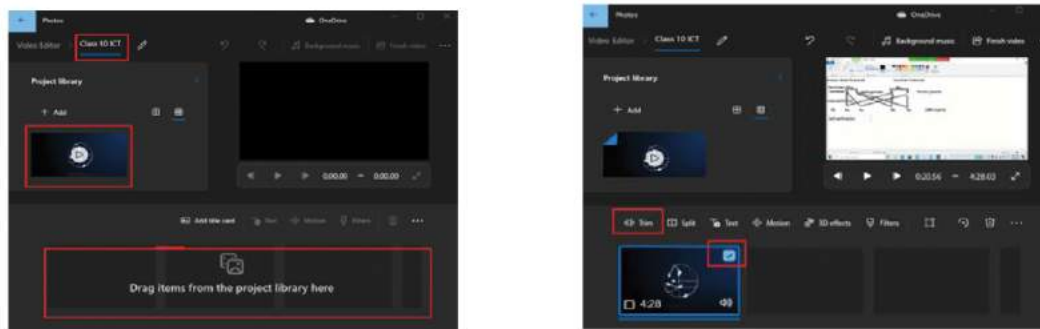 Photos
OneDrive
Video Editor
Class 10 ICT
Background music
Finish video
Project library
+ Add
0:00.00
0:00.00
Add title card
Text
Motion
Filters
Drag items from the project library here
Photos
OneDrive
Video Editor
Class 10 ICT
Background music
Finish video
Project library
+ Add
0:20.56
4:28.03
Trim
Split
Text
Motion
3D effects
Filters
4:28